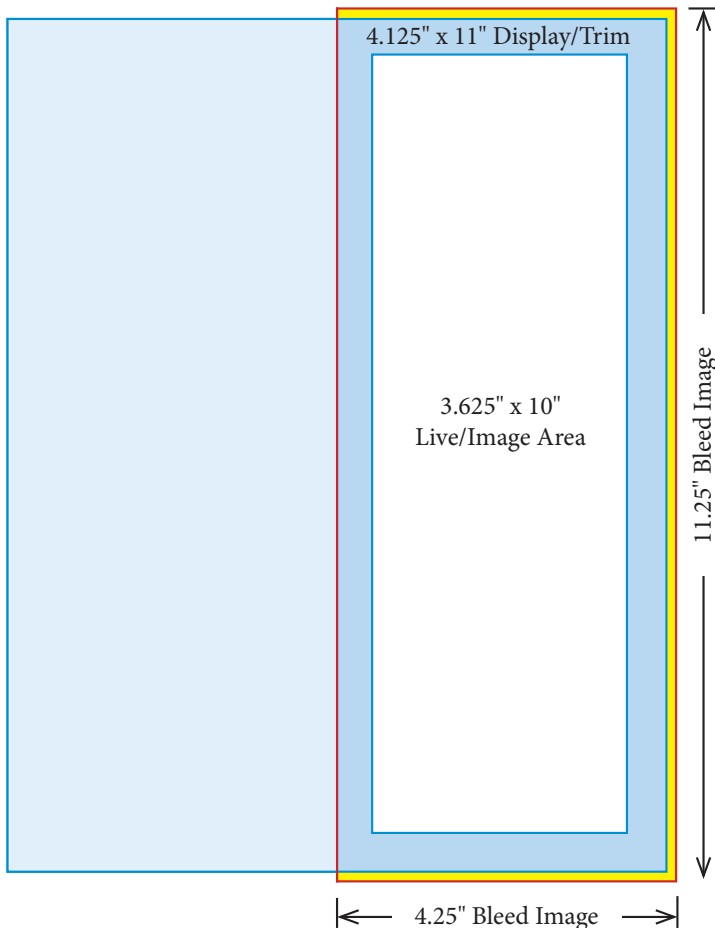 4.125" x 11" Display/Trim
3.625" x 10"
Live/Image Area
11.25" Bleed Image
4.25" Bleed Image